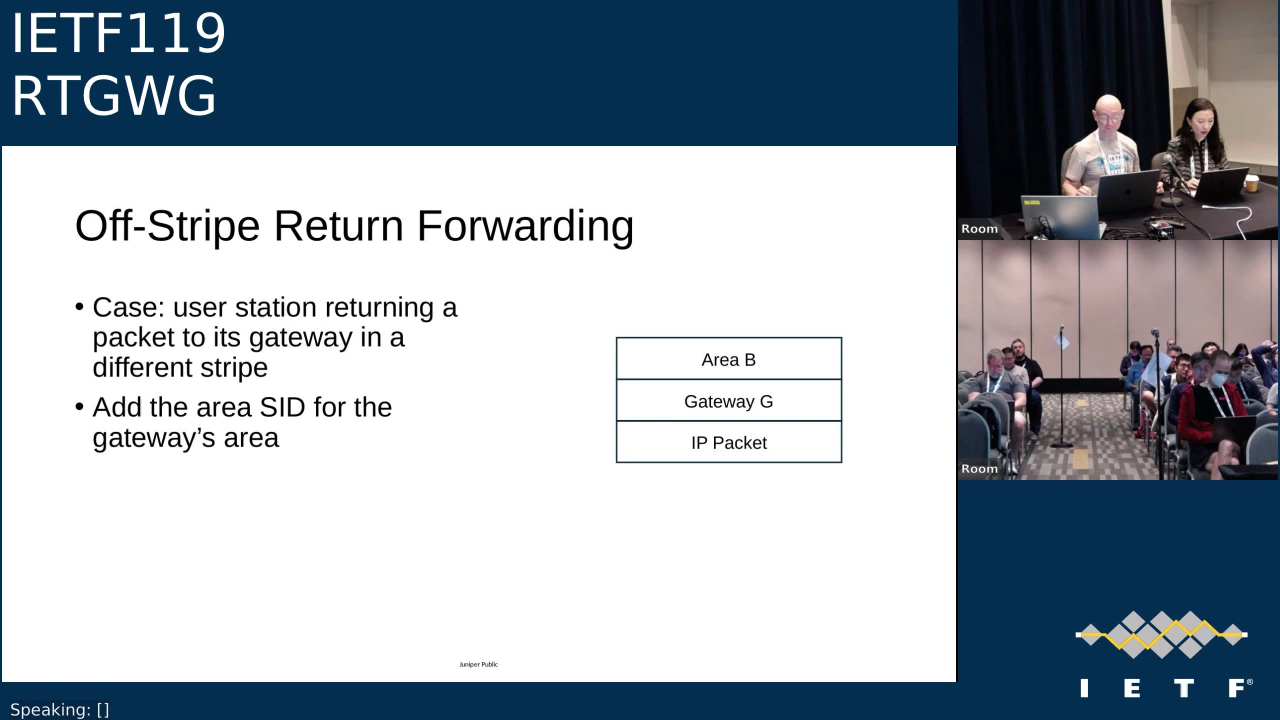 IETF119
RTGWG
Off-Stripe Return Forwarding
• Case: user station returning a
packet to its gateway in a
different stripe
• Add the area SID for the
gateway’s area
Area B
Gateway G
IP Packet
Juniper Public
Room
Room
I E T F®
Speaking: []